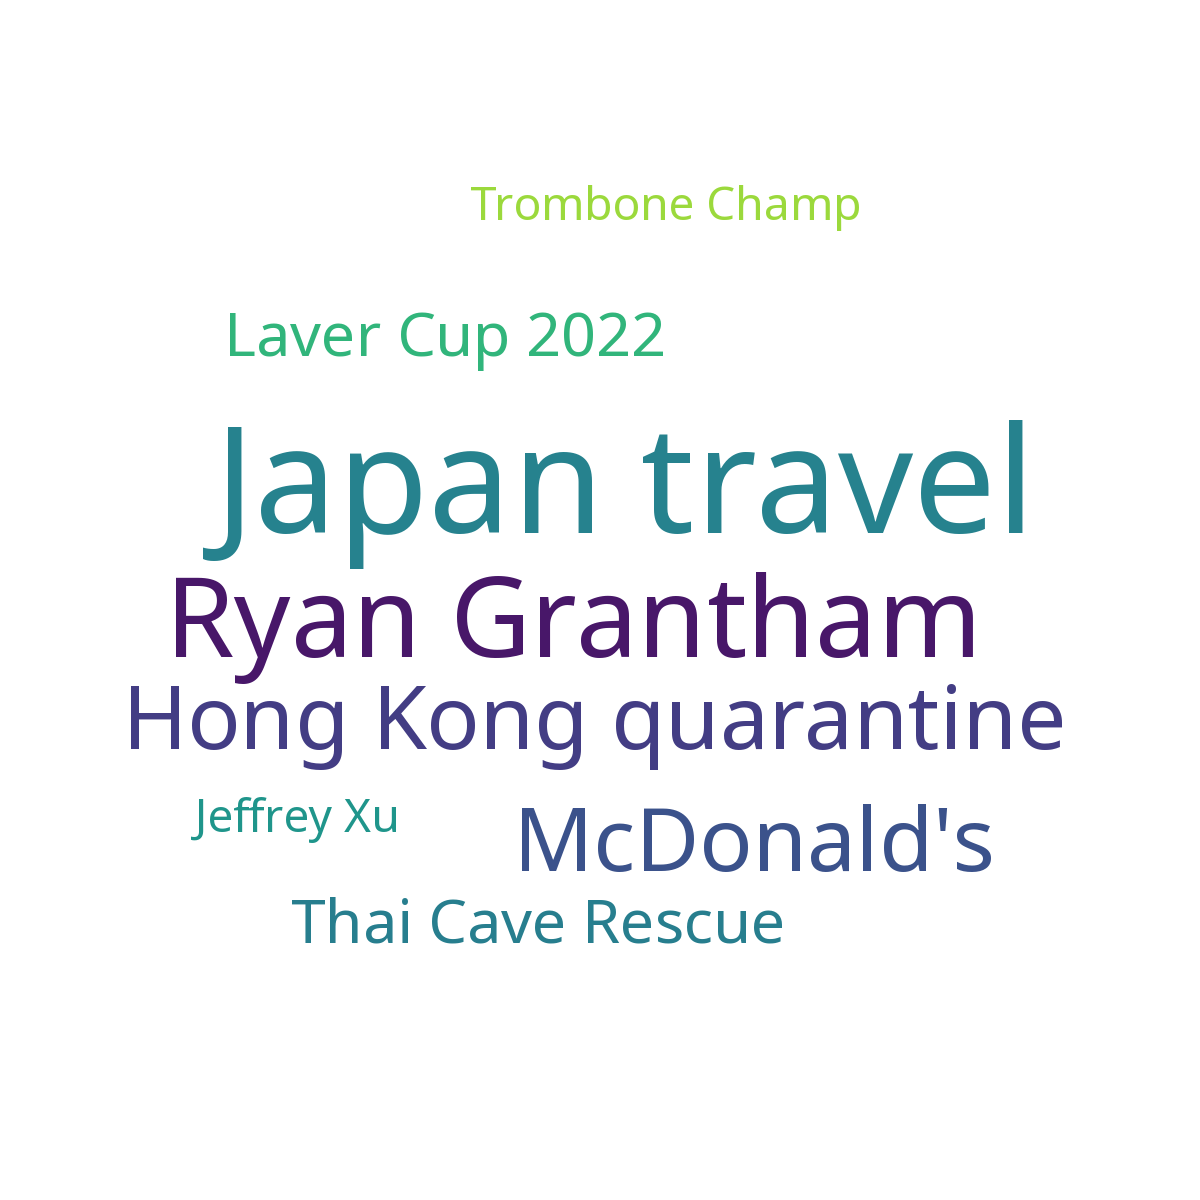 Trombone Champ
Laver Cup 2022
Japan travel
Ryan Grantham
Hong Kong quarantine
Jeffrey Xu
McDonald's
Thai Cave Rescue